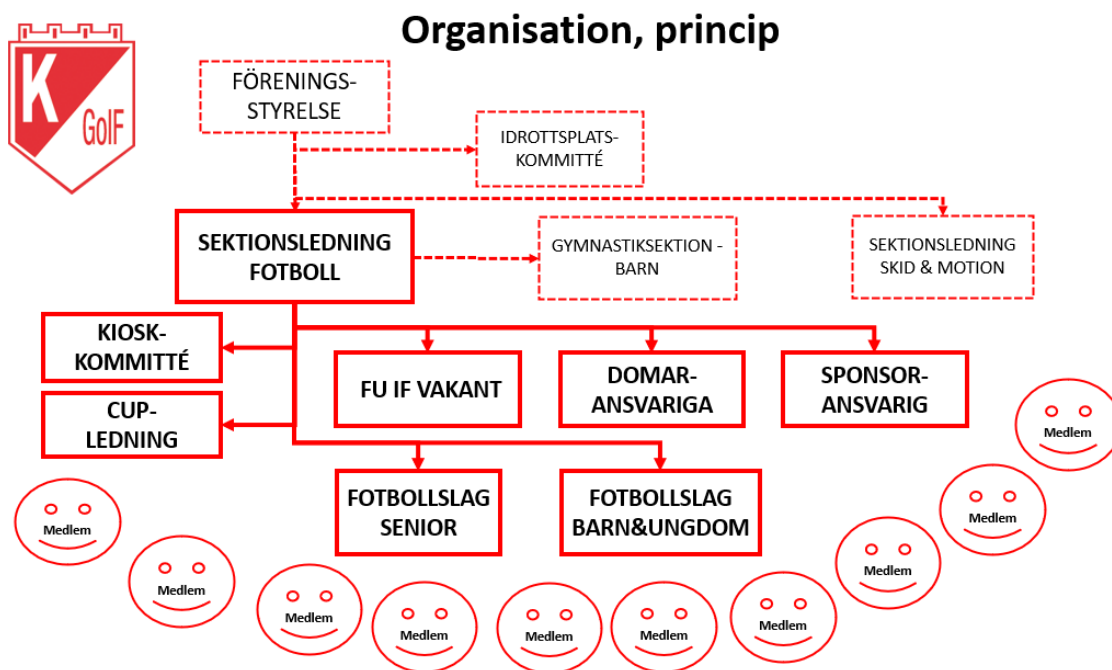 Organisation, princip
K
GoIF
FÖRENINGS-
STYRELSE
IDROTTSPLATS-
KOMMITTÉ
SEKTIONSLEDNING
FOTBOLL
GYMNASTIKSEKTION -
BARN
SEKTIONSLEDNING
SKID & MOTION
KIOSK-
KOMMITTÉ
FU IF VAKANT
DOMAR-
ANSVARIGA
SPONSOR-
ANSVARIG
CUP-
LEDNING
FOTBOLLSLAG
SENIOR
FOTBOLLSLAG
BARN&UNGDOM
Medlem
Medlem
Medlem
Medlem
Medlem
Medlem
Medlem
Medlem
Medlem
Medlem